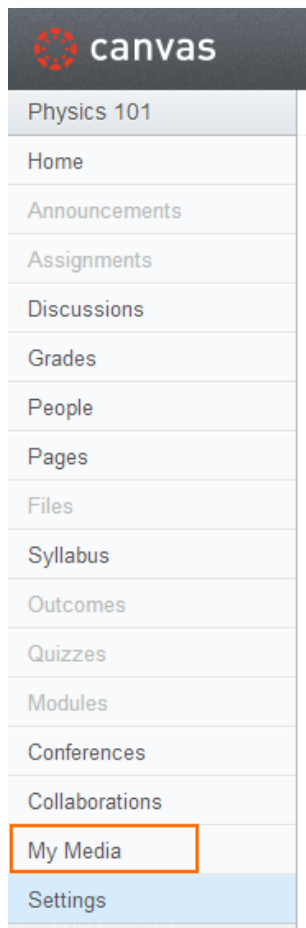 canvas
Physics 101
Home
Announcements
Assignments
Discussions
Grades
People
Pages
Files
Syllabus
Outcomes
Quizzes
Modules
Conferences
Collaborations
My Media
Settings